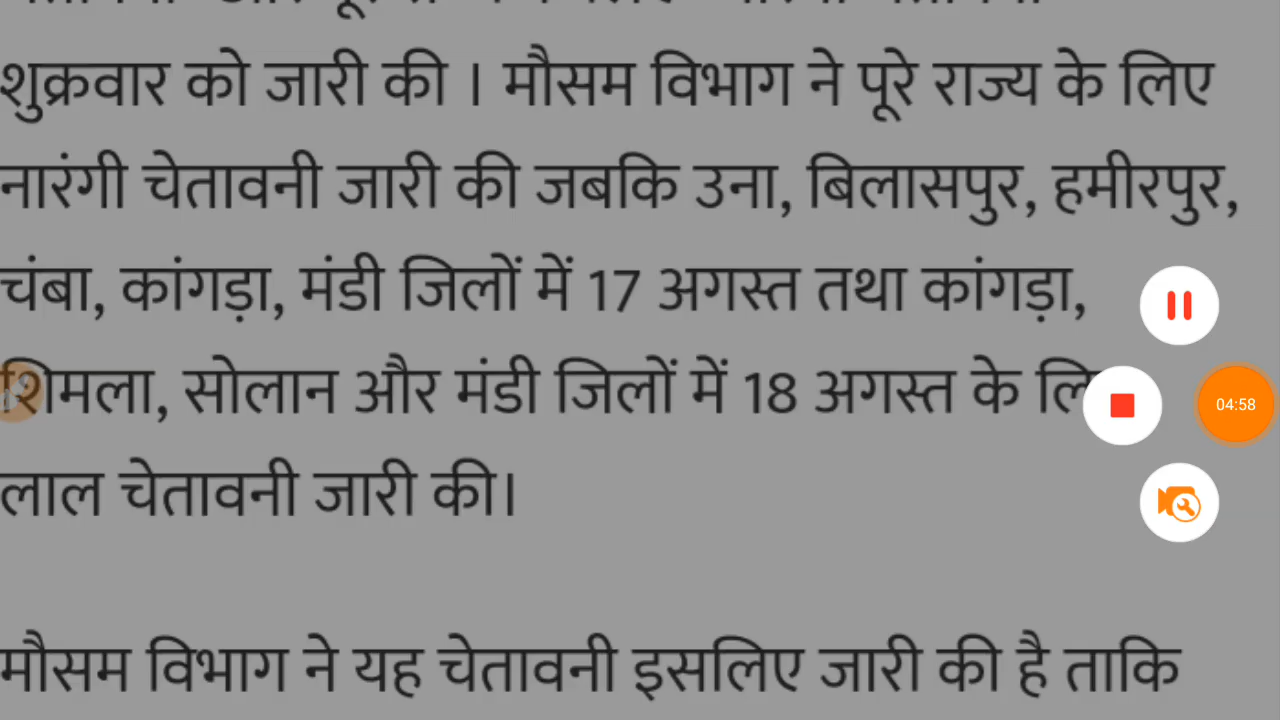 शुक्रवार को जारी की । मौसम विभाग ने पूरे राज्य के लिए
नारंगी चेतावनी जारी की जबकि उना, बिलासपुर, हमीरपुर,
चंबा, कांगड़ा, मंडी जिलों में 17 अगस्त तथा कांगड़ा,
शिमला, सोलान और मंडी जिलों में 18 अगस्त के
04:58
लाल चेतावनी जारी की।
मौसम विभाग ने यह चेतावनी इसलिए जारी की है ताकि